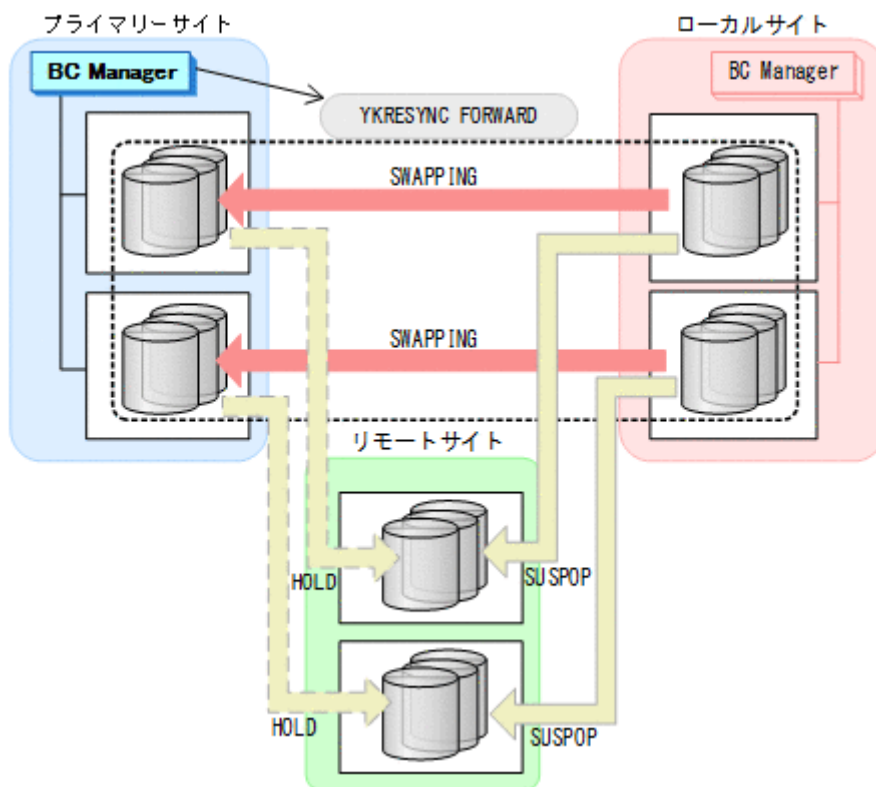 プライマリーサイト
ローカルサイト
BC Manager
BC Manager
YKRESYNC FORWARD
SWAPPING
SWAPPING
リモートサイト
HOLD
SUSPOP
HOLD
SUSPOP